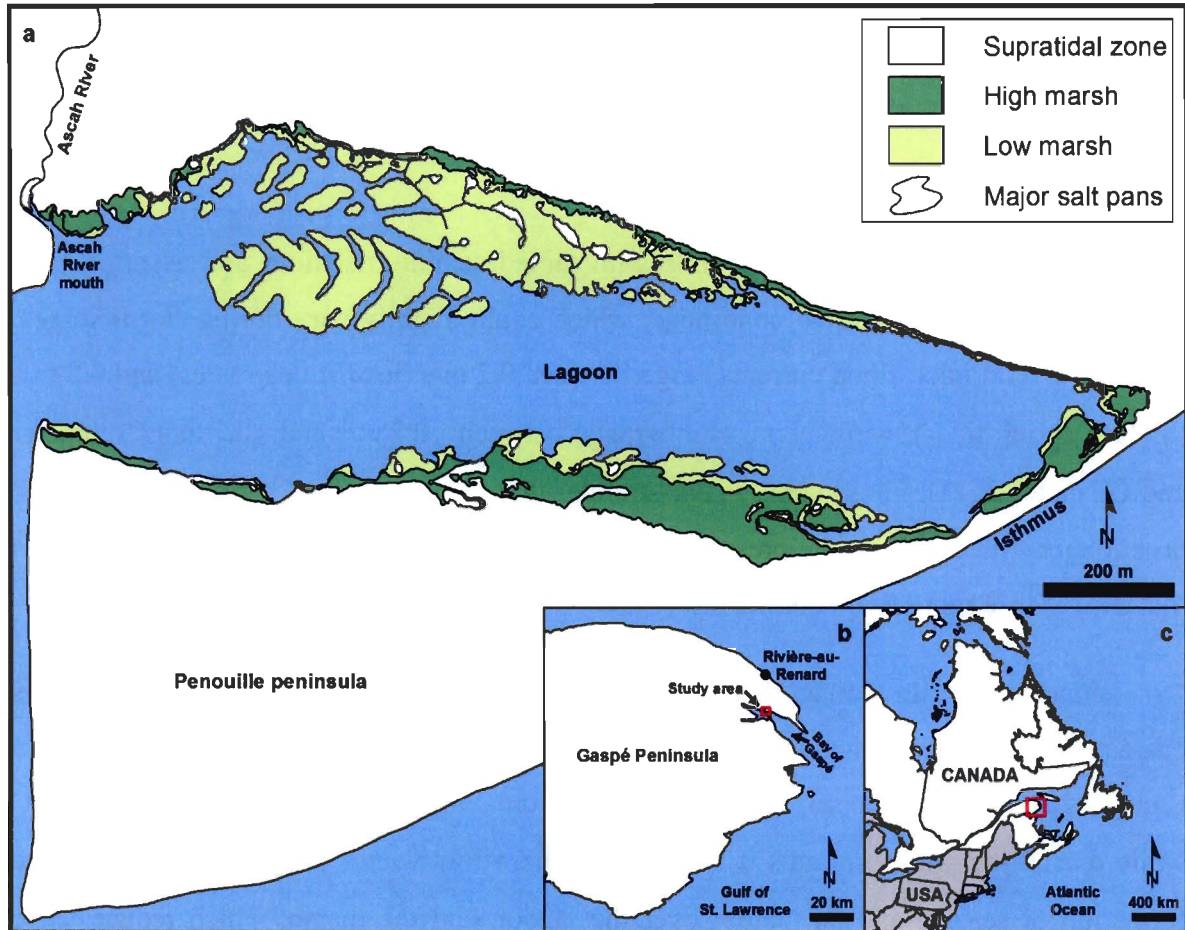 a
Ascah River
Supratidal zone
High marsh
Low marsh
Major salt pans
Ascah
River
mouth
Lagoon
Isthmus
N
200 m
Penouille peninsula
b
Rivière-au-
Renard
Study area
Bay of
Gaspé
Gaspé Peninsula
N
Gulf of
St. Lawrence
20 km
c
CANADA
USA
Atlantic
Ocean
N
400 km